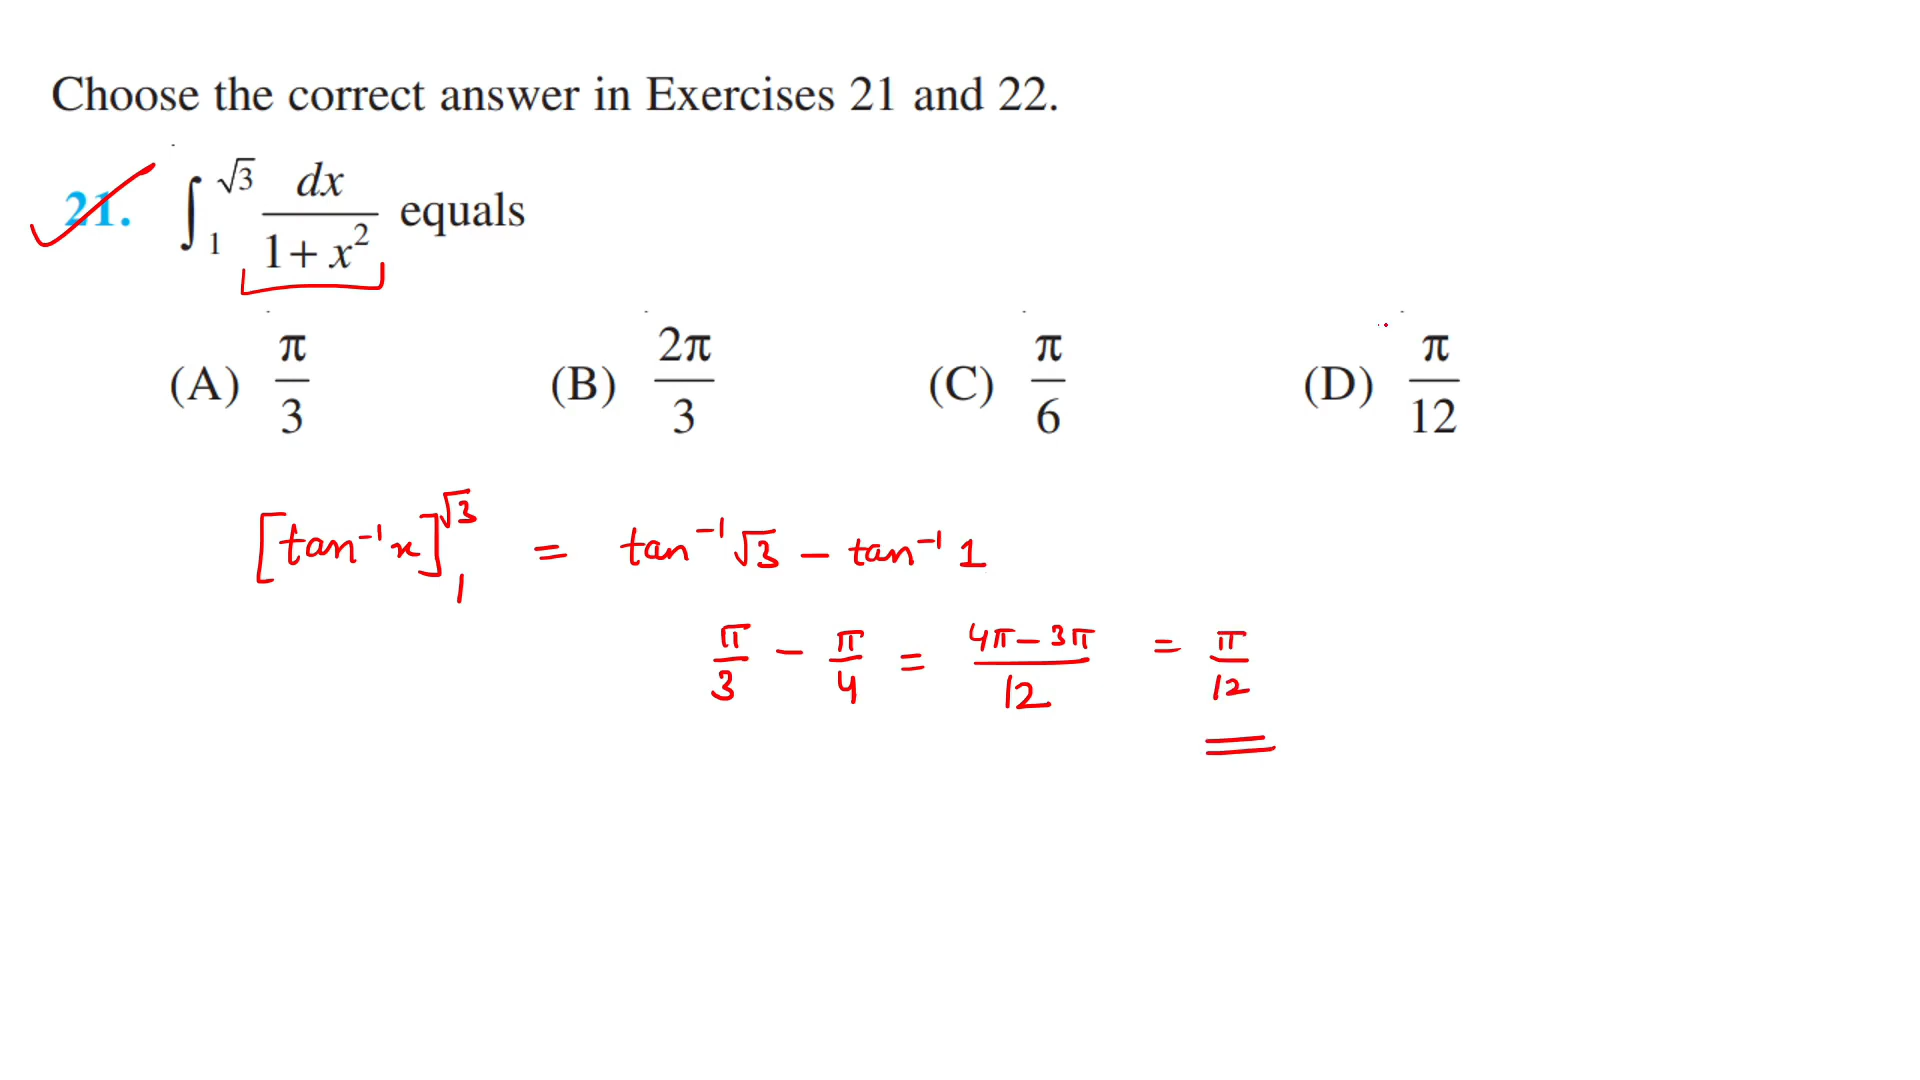 Choose the correct answer in Exercises 21 and 22.
21. ∫₁^√3 dx/(1+x²) equals
(A) π/3 (B) 2π/3 (C) π/6 (D) π/12
[tan⁻¹x]₁^√3 = tan⁻¹√3 − tan⁻¹1
π/3 − π/4 = (4π−3π)/12 = π/12